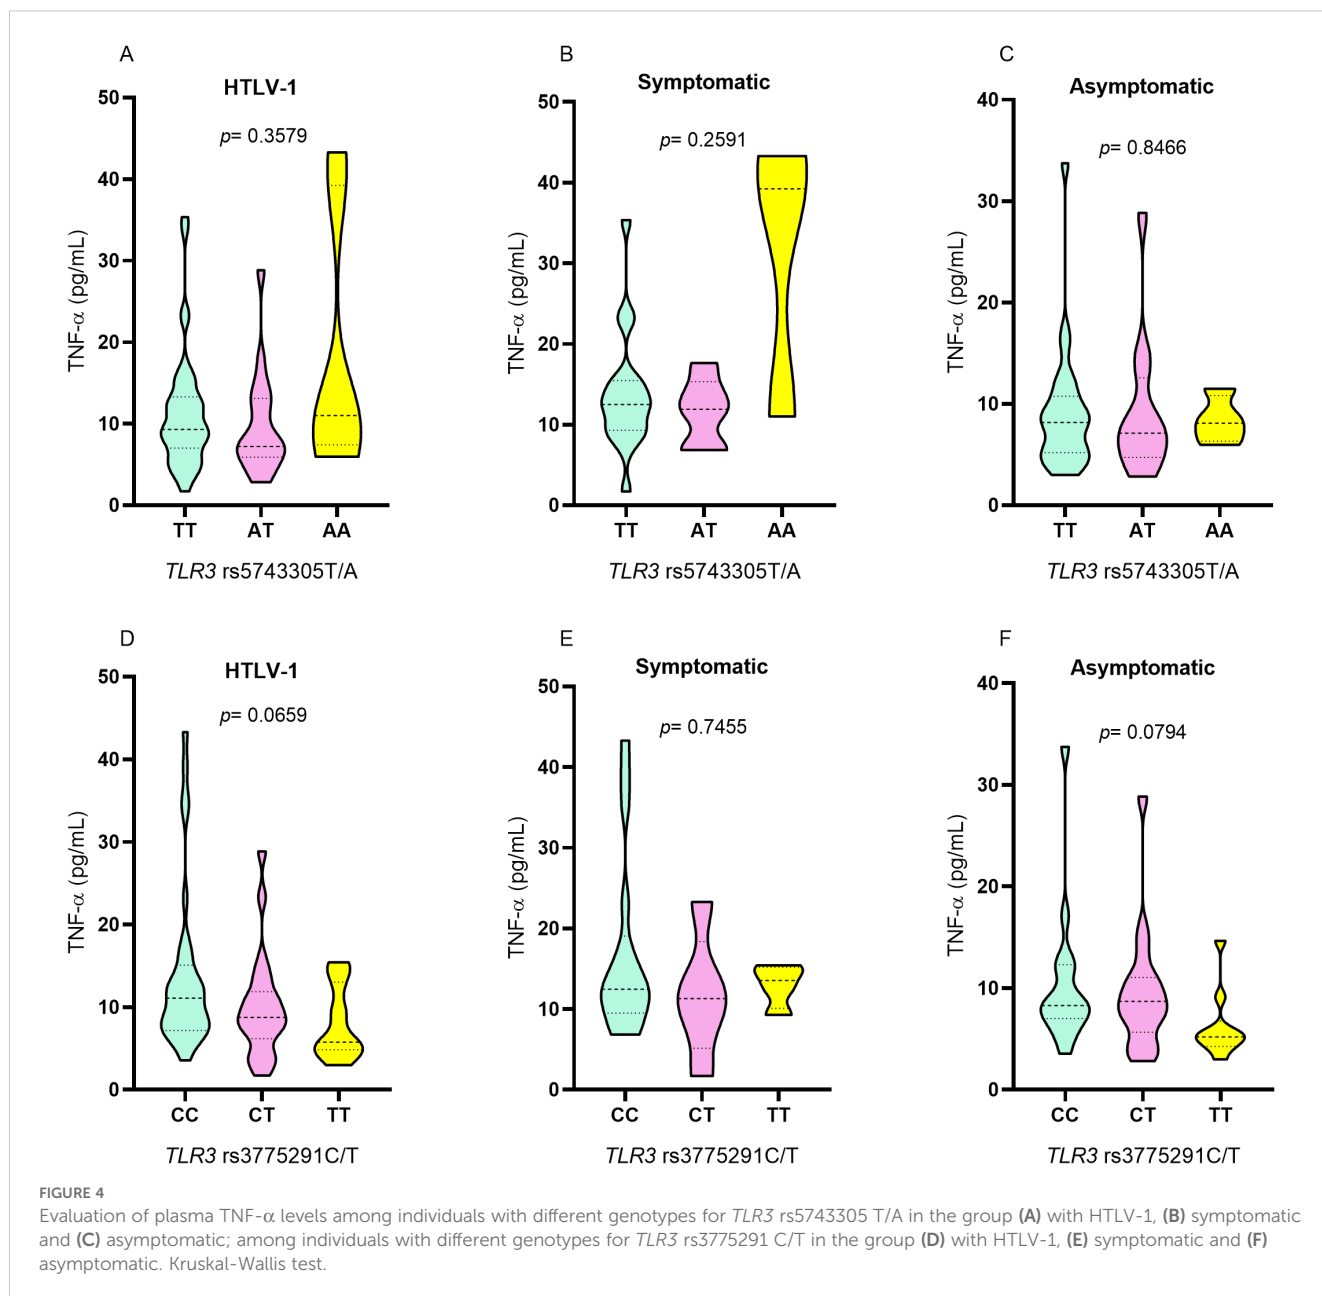 A
HTLV-1
p= 0.3579
TNF-α (pg/mL)
50
40
30
20
10
0
TT AT AA
TLR3 rs5743305T/A
B
Symptomatic
p= 0.2591
TNF-α (pg/mL)
50
40
30
20
10
0
TT AT AA
TLR3 rs5743305T/A
C
Asymptomatic
p= 0.8466
TNF-α (pg/mL)
40
30
20
10
0
TT AT AA
TLR3 rs5743305T/A
D
HTLV-1
p= 0.0659
TNF-α (pg/mL)
50
40
30
20
10
0
CC CT TT
TLR3 rs3775291C/T
E
Symptomatic
p= 0.7455
TNF-α (pg/mL)
50
40
30
20
10
0
CC CT TT
TLR3 rs3775291C/T
F
Asymptomatic
p= 0.0794
TNF-α (pg/mL)
40
30
20
10
0
CC CT TT
TLR3 rs3775291C/T
FIGURE 4
Evaluation of plasma TNF-α levels among individuals with different genotypes for TLR3 rs5743305 T/A in the group (A) with HTLV-1, (B) symptomatic
and (C) asymptomatic; among individuals with different genotypes for TLR3 rs3775291 C/T in the group (D) with HTLV-1, (E) symptomatic and (F)
asymptomatic. Kruskal-Wallis test.